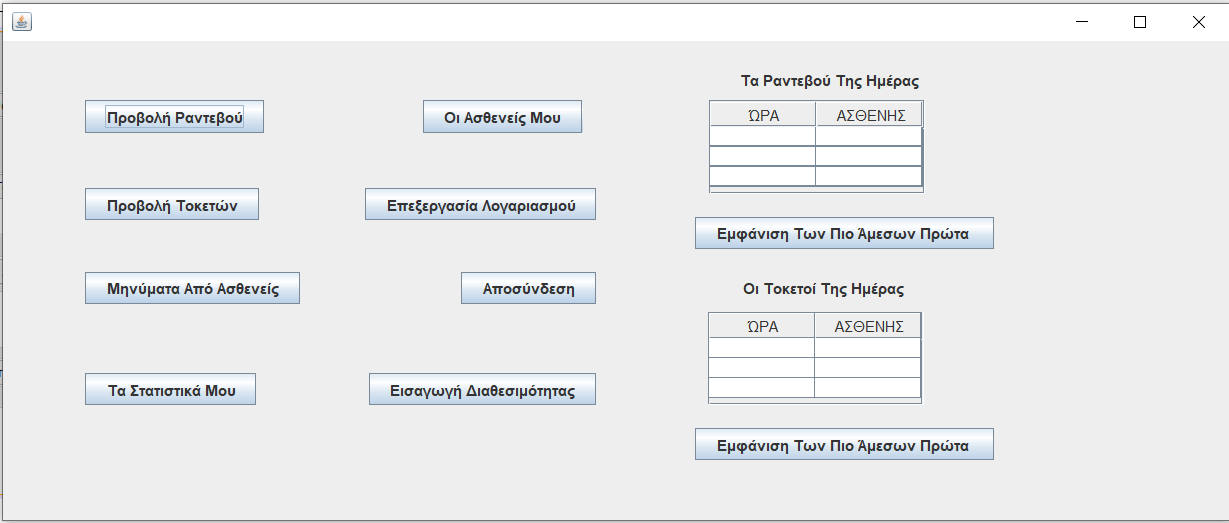 Τα Ραντεβού Της Ημέρας
Προβολή Ραντεβού
Οι Ασθενείς Μου
ΏΡΑ ΑΣΘΕΝΗΣ
Προβολή Τοκετών
Επεξεργασία Λογαριασμού
Εμφάνιση Των Πιο Άμεσων Πρώτα
Μηνύματα Από Ασθενείς
Αποσύνδεση
Οι Τοκετοί Της Ημέρας
ΏΡΑ ΑΣΘΕΝΗΣ
Τα Στατιστικά Μου
Εισαγωγή Διαθεσιμότητας
Εμφάνιση Των Πιο Άμεσων Πρώτα